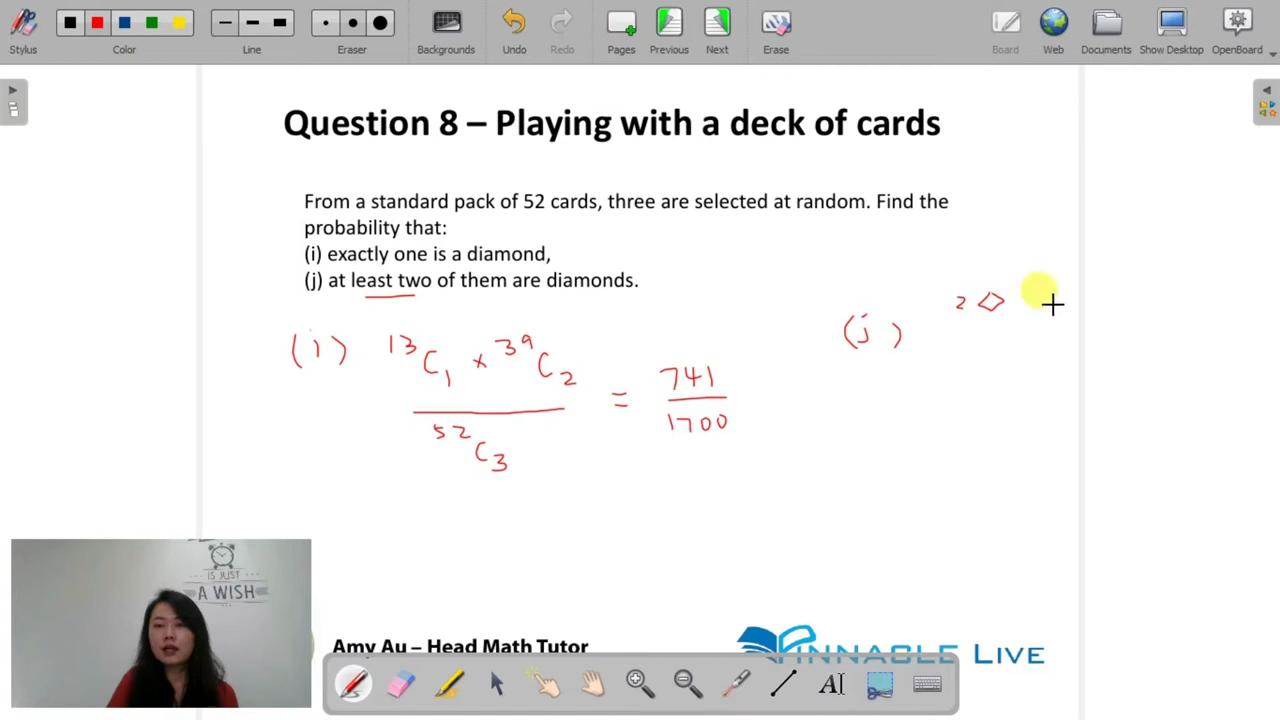 Stylus Color Line Eraser Backgrounds Undo Redo Pages Previous Next Erase Board Web Documents Show Desktop OpenBoard
Question 8 – Playing with a deck of cards
From a standard pack of 52 cards, three are selected at random. Find the
probability that:
(i) exactly one is a diamond,
(j) at least two of them are diamonds.
(i) 13C1 × 39C2
52C3
= 741
1700
(j) 2 ◇
IS JUST
A WISH
Amy Au – Head Math Tutor
PINNACLE LIVE
AI